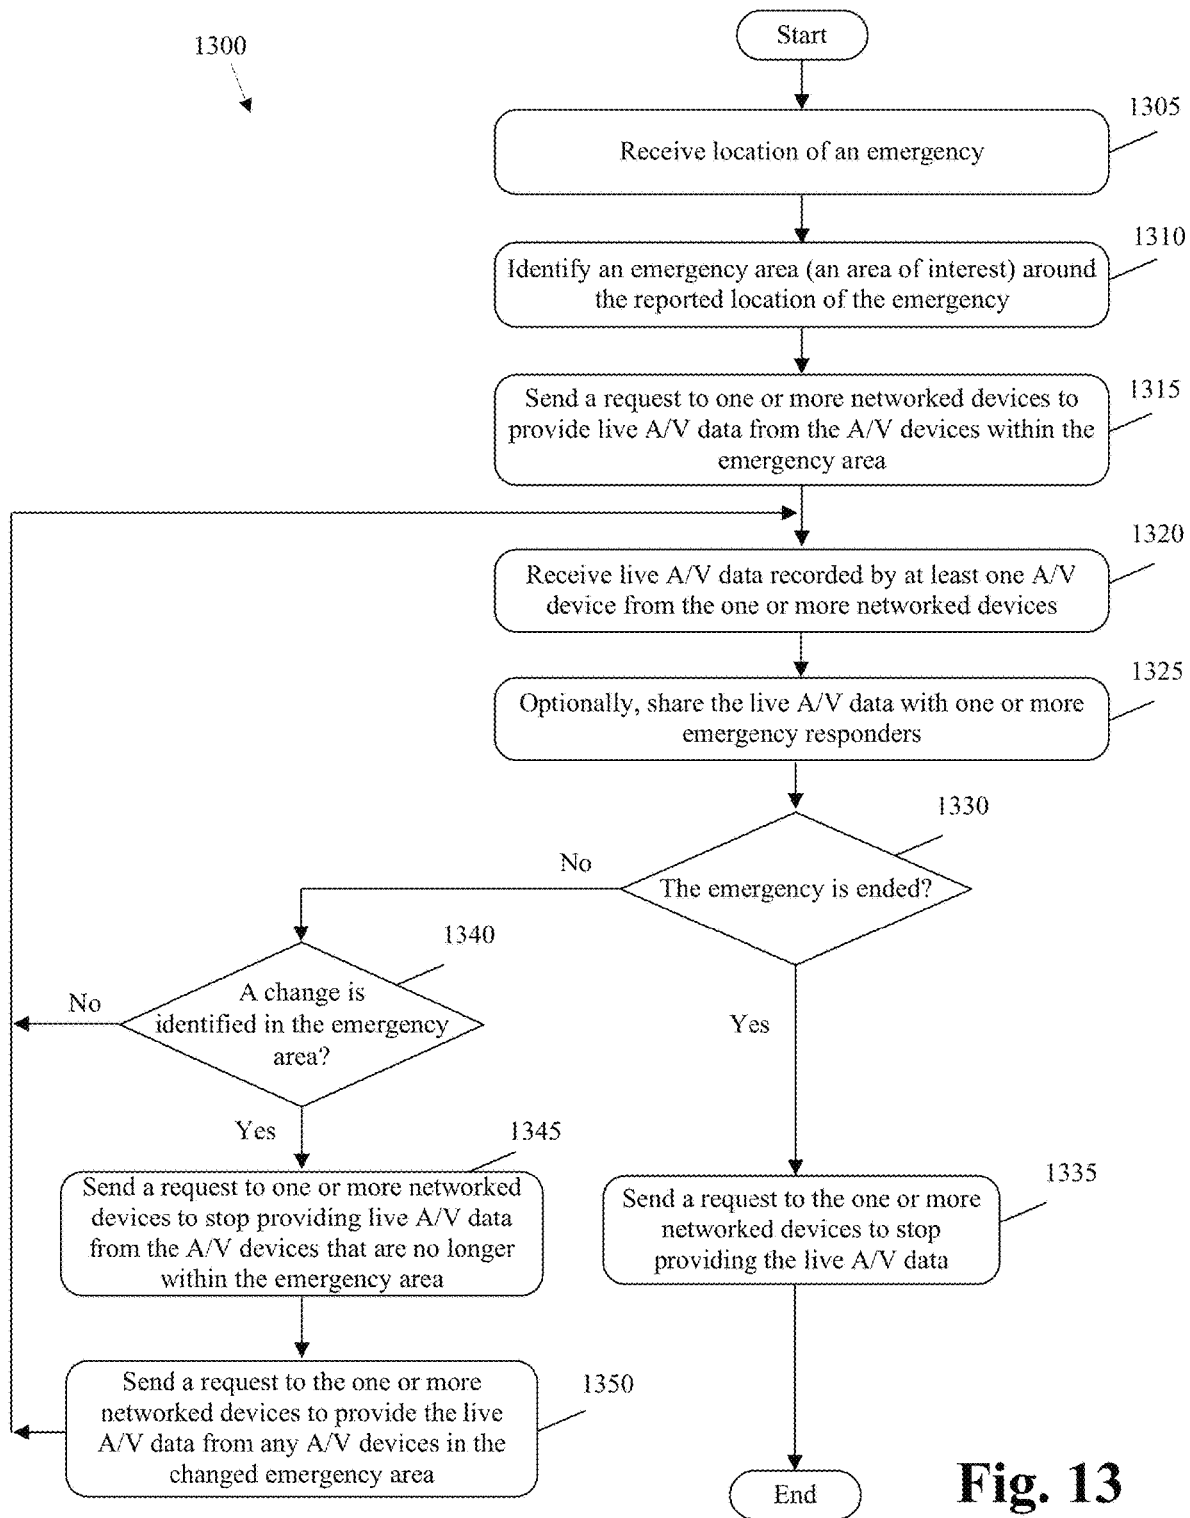 Start
1300
1305
Receive location of an emergency
1310
Identify an emergency area (an area of interest) around
the reported location of the emergency
1315
Send a request to one or more networked devices to
provide live A/V data from the A/V devices within the
emergency area
1320
Receive live A/V data recorded by at least one A/V
device from the one or more networked devices
1325
Optionally, share the live A/V data with one or more
emergency responders
1330
The emergency is ended?
No
1340
A change is
identified in the emergency
area?
No
Yes
Yes
1345
Send a request to one or more networked
devices to stop providing live A/V data
from the A/V devices that are no longer
within the emergency area
1335
Send a request to the one or more
networked devices to stop
providing the live A/V data
1350
Send a request to the one or more
networked devices to provide the live
A/V data from any A/V devices in the
changed emergency area
End
Fig. 13